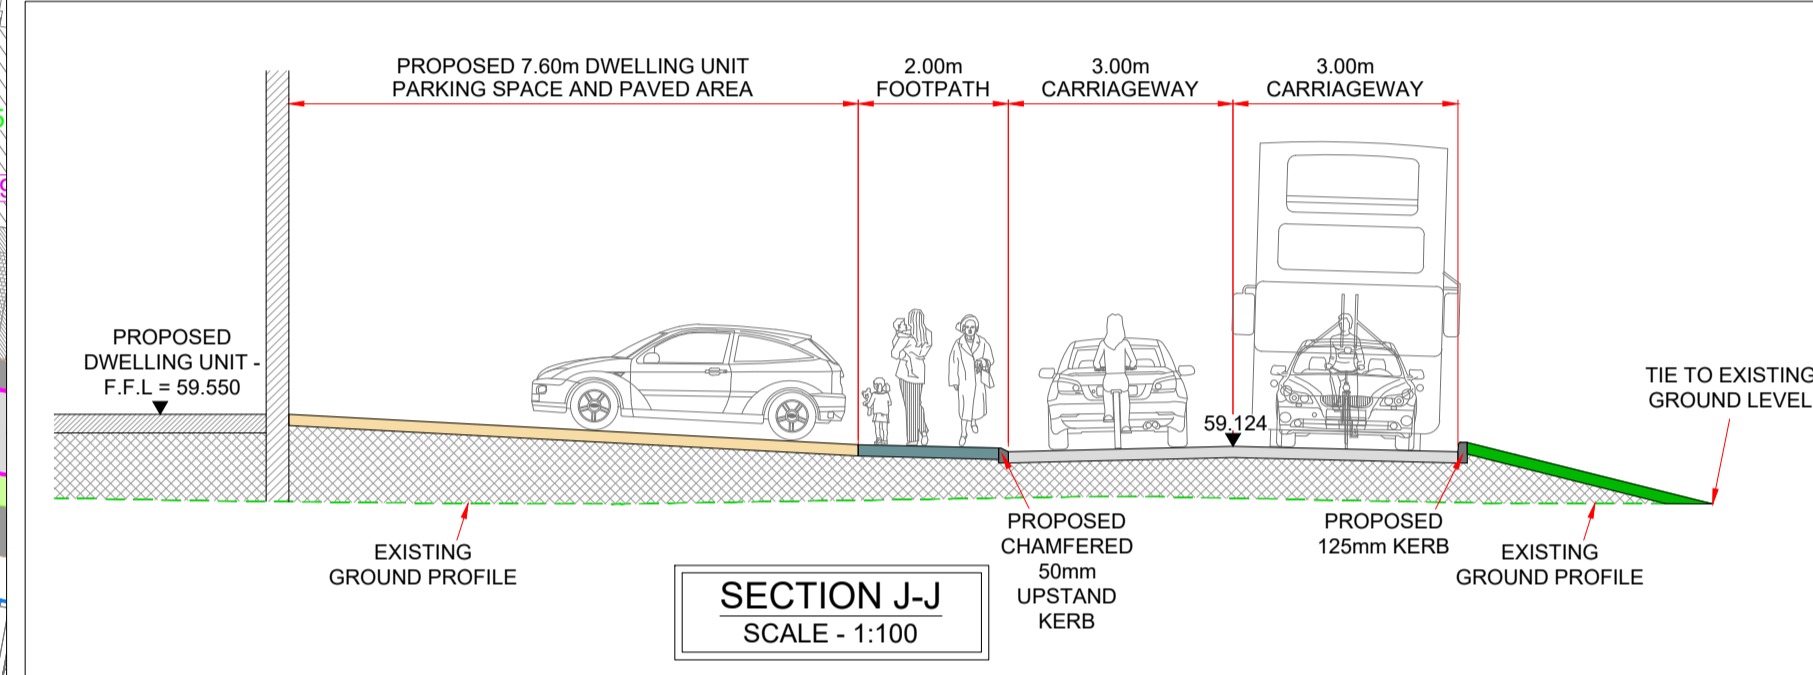 PROPOSED 7.60m DWELLING UNIT
PARKING SPACE AND PAVED AREA
2.00m
FOOTPATH
3.00m
CARRIAGEWAY
3.00m
CARRIAGEWAY
PROPOSED
DWELLING UNIT -
F.F.L = 59.550
59.124
TIE TO EXISTING
GROUND LEVEL
EXISTING
GROUND PROFILE
PROPOSED
CHAMFERED
50mm
UPSTAND
KERB
PROPOSED
125mm KERB
EXISTING
GROUND PROFILE
SECTION J-J
SCALE - 1:100